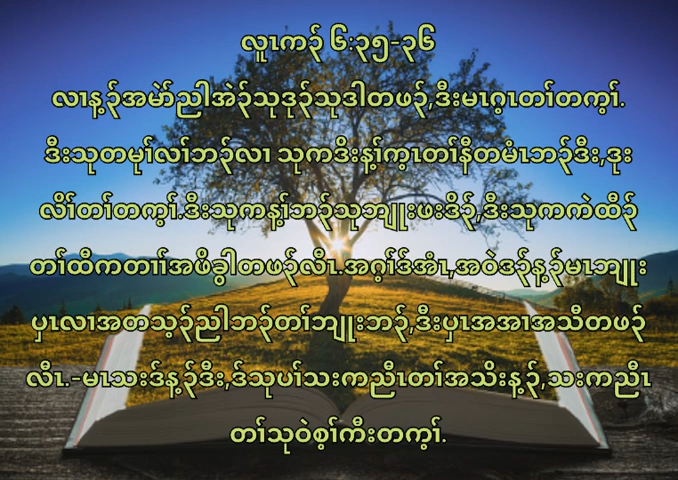 လူၤကၣ် ၆:၃၅-၃၆
လၢန့ၣ်အမဲာ်ညါအဲၣ်သုဒုၣ်သုဒါတဖၣ်,ဒီးမၤဂ့ၤတၢ်တက့ၢ်.
ဒီးသုတမုၢ်လၢ်ဘၣ်လၢ သုကဒိးန့ၢ်က့ၤတၢ်နီတမံၤဘၣ်ဒီး,ဒုး
လိၢ်တၢ်တက့ၢ်.ဒီးသုကန့ၢ်ဘၣ်သုဘျုးဖးဒိၣ်,ဒီးသုကကဲထီၣ်
တၢ်ထီကတၢၢ်အဖိခွါတဖၣ်လီၤ.အဂ့ၢ်ဒ်အံၤ,အဝဲဒၣ်န့ၣ်မၤဘျုး
ပှၤလၢအတသ့ၣ်ညါဘၣ်တၢ်ဘျုးဘၣ်,ဒီးပှၤအအၢအသီတဖၣ်
လီၤ.-မၤသးဒ်န့ၣ်ဒီး,ဒ်သုပၢ်သးကညီၤတၢ်အသိးန့ၣ်,သးကညီၤ
တၢ်သုဝဲစ့ၢ်ကီးတက့ၢ်.